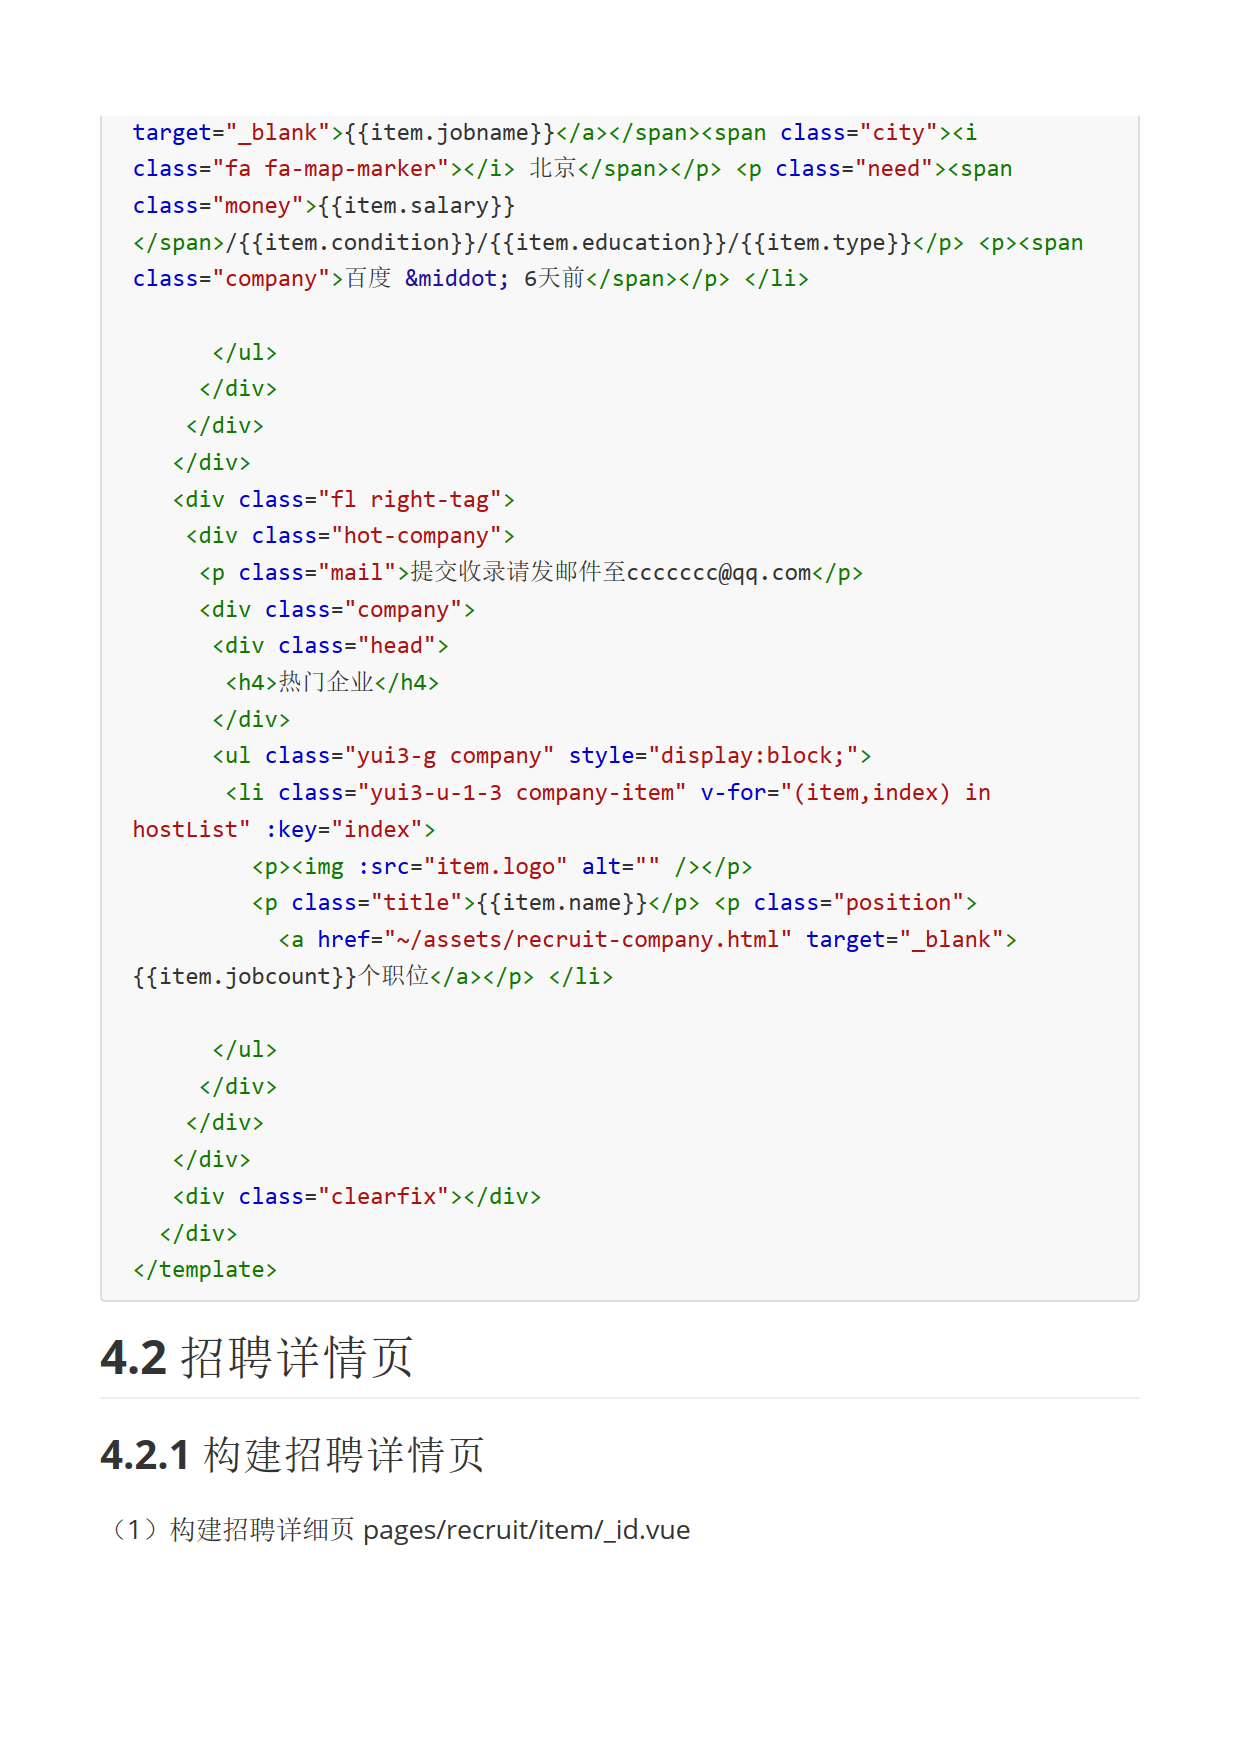 target="_blank">{{item.jobname}}</a></span><span class="city"><i
class="fa fa-map-marker"></i> 北京</span></p> <p class="need"><span
class="money">{{item.salary}}
</span>/{{item.condition}}/{{item.education}}/{{item.type}}</p> <p><span
class="company">百度 &middot; 6天前</span></p> </li>
</ul>
</div>
</div>
</div>
<div class="fl right-tag">
<div class="hot-company">
<p class="mail">提交收录请发邮件至ccccccc@qq.com</p>
<div class="company">
<div class="head">
<h4>热门企业</h4>
</div>
<ul class="yui3-g company" style="display:block;">
<li class="yui3-u-1-3 company-item" v-for="(item,index) in
hostList" :key="index">
<p><img :src="item.logo" alt="" /></p>
<p class="title">{{item.name}}</p> <p class="position">
<a href="~/assets/recruit-company.html" target="_blank">
{{item.jobcount}}个职位</a></p> </li>
</ul>
</div>
</div>
</div>
<div class="clearfix"></div>
</div>
</template>
4.2 招聘详情页
4.2.1 构建招聘详情页
（1）构建招聘详细页 pages/recruit/item/_id.vue